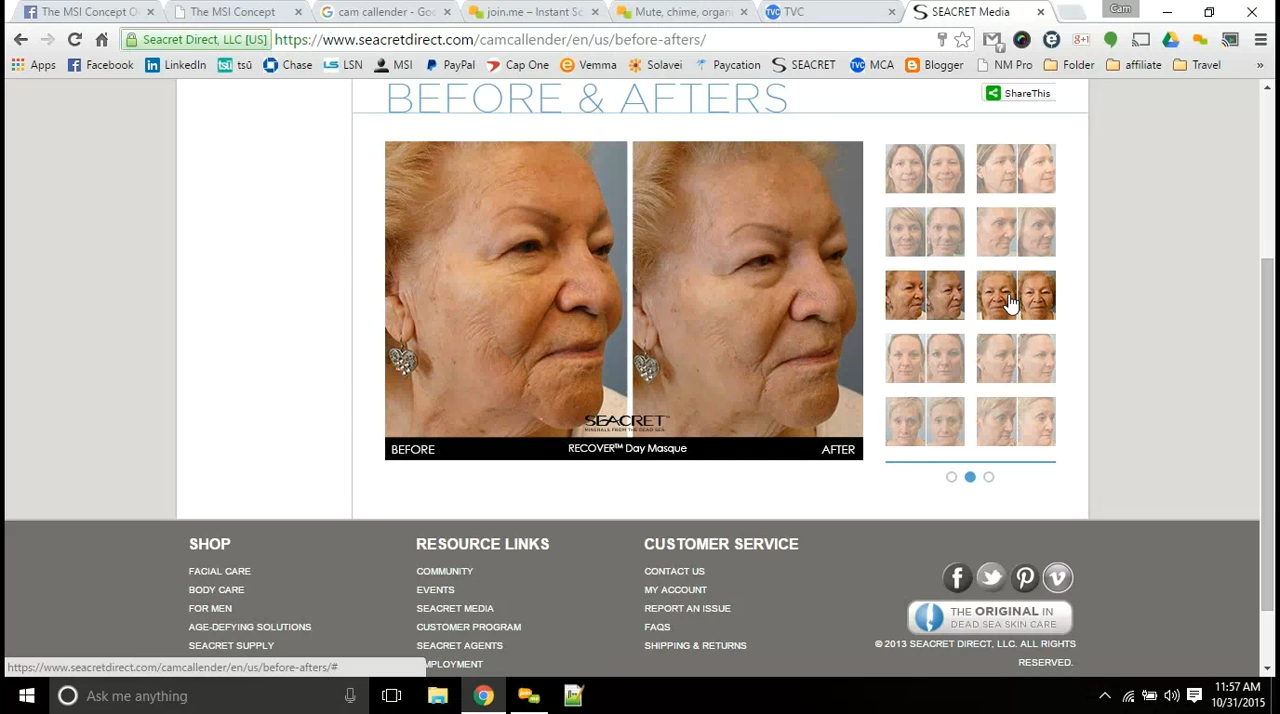 The MSI Concept O
The MSI Concept
cam callender - Goo
join.me – Instant Sc
Mute, chime, organi
TVC
SEACRET Media
Cam
Seacret Direct, LLC [US]
https://www.seacretdirect.com/camcallender/en/us/before-afters/
Apps
Facebook
LinkedIn
tsū
Chase
LSN
MSI
PayPal
Cap One
Vemma
Solavei
Paycation
SEACRET
MCA
Blogger
NM Pro
Folder
affiliate
Travel
»
BEFORE & AFTERS
ShareThis
SEACRET
MINERALS FROM THE DEAD SEA
BEFORE
RECOVER™ Day Masque
AFTER
SHOP
FACIAL CARE
BODY CARE
FOR MEN
AGE-DEFYING SOLUTIONS
SEACRET SUPPLY
RESOURCE LINKS
COMMUNITY
EVENTS
SEACRET MEDIA
CUSTOMER PROGRAM
SEACRET AGENTS
EMPLOYMENT
CUSTOMER SERVICE
CONTACT US
MY ACCOUNT
REPORT AN ISSUE
FAQS
SHIPPING & RETURNS
THE ORIGINAL IN
DEAD SEA SKIN CARE
© 2013 SEACRET DIRECT, LLC. ALL RIGHTS
RESERVED.
https://www.seacretdirect.com/camcallender/en/us/before-afters/#
Ask me anything
11:57 AM
10/31/2015